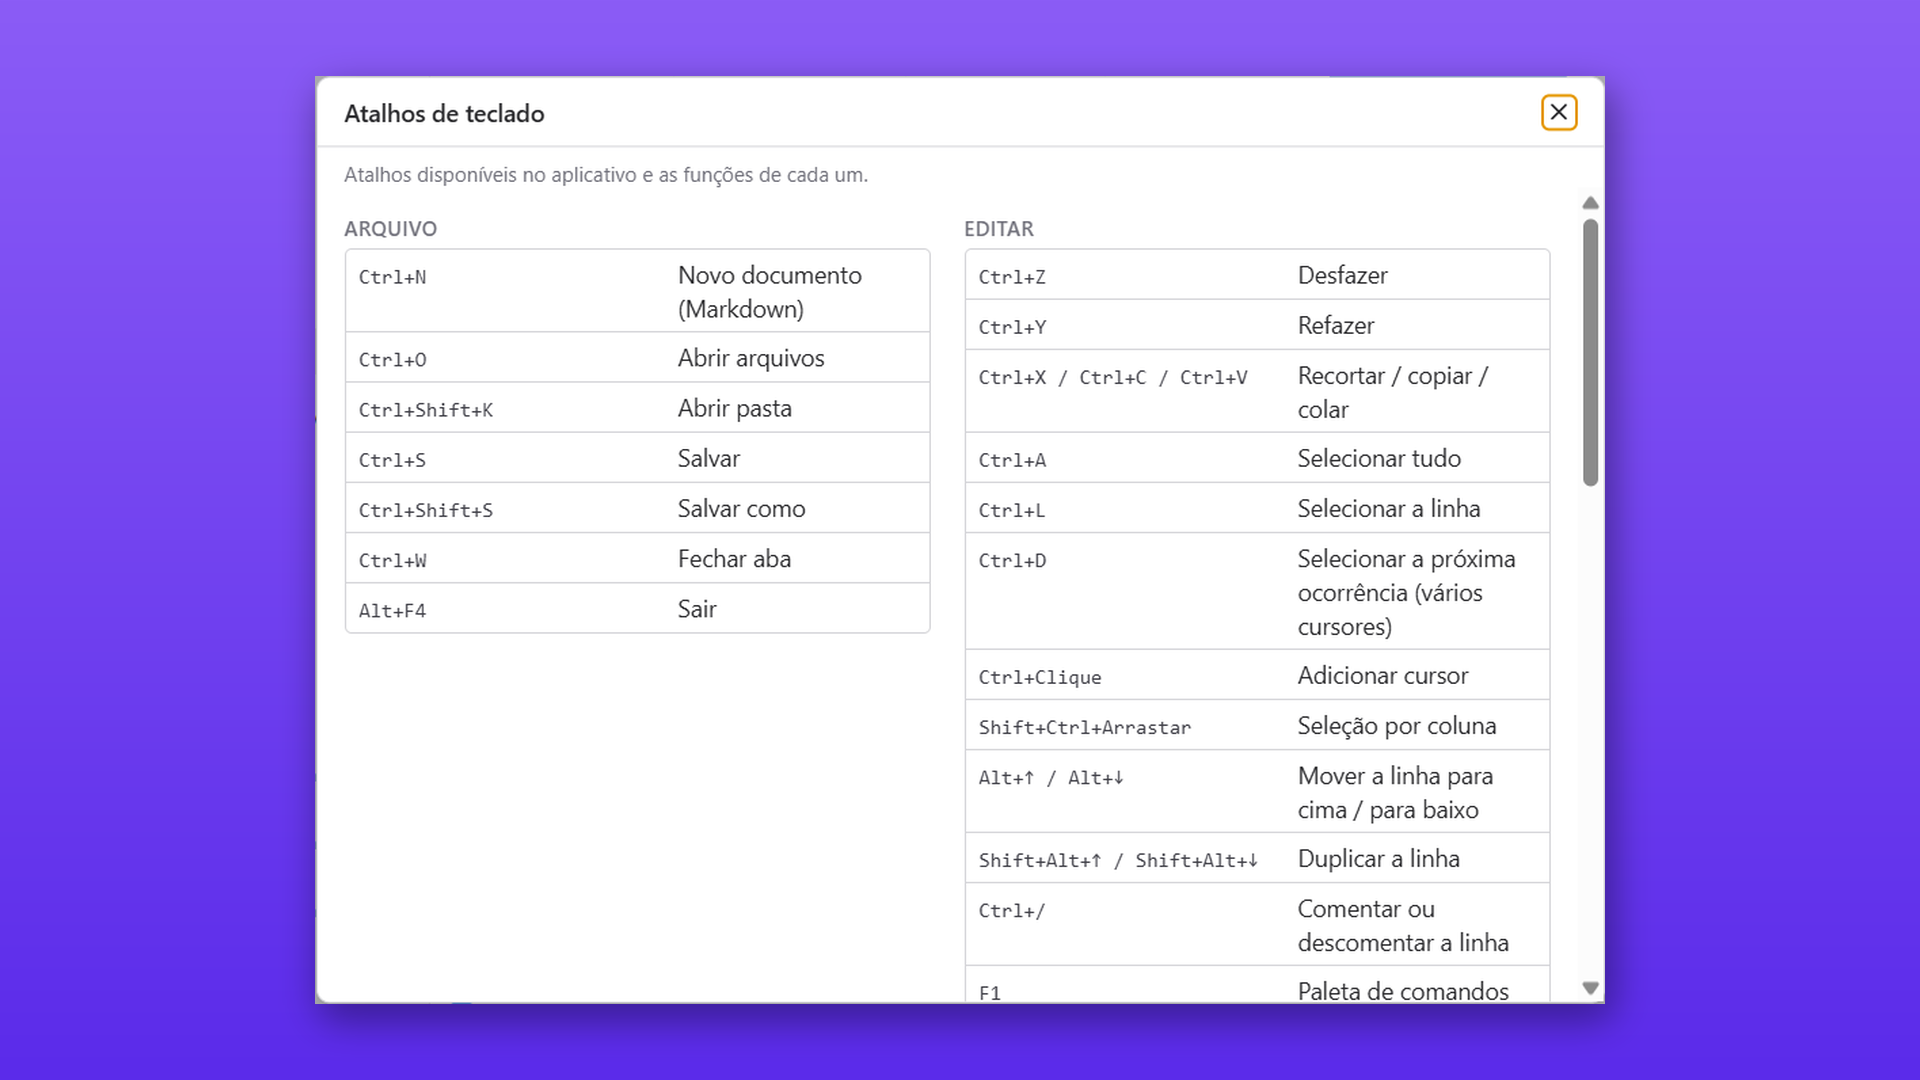 Atalhos de teclado
Atalhos disponíveis no aplicativo e as funções de cada um.
ARQUIVO
Ctrl+N Novo documento
(Markdown)
Ctrl+O Abrir arquivos
Ctrl+Shift+K Abrir pasta
Ctrl+S Salvar
Ctrl+Shift+S Salvar como
Ctrl+W Fechar aba
Alt+F4 Sair
EDITAR
Ctrl+Z Desfazer
Ctrl+Y Refazer
Ctrl+X / Ctrl+C / Ctrl+V Recortar / copiar /
colar
Ctrl+A Selecionar tudo
Ctrl+L Selecionar a linha
Ctrl+D Selecionar a próxima
ocorrência (vários
cursores)
Ctrl+Clique Adicionar cursor
Shift+Ctrl+Arrastar Seleção por coluna
Alt+↑ / Alt+↓ Mover a linha para
cima / para baixo
Shift+Alt+↑ / Shift+Alt+↓ Duplicar a linha
Ctrl+/ Comentar ou
descomentar a linha
F1 Paleta de comandos